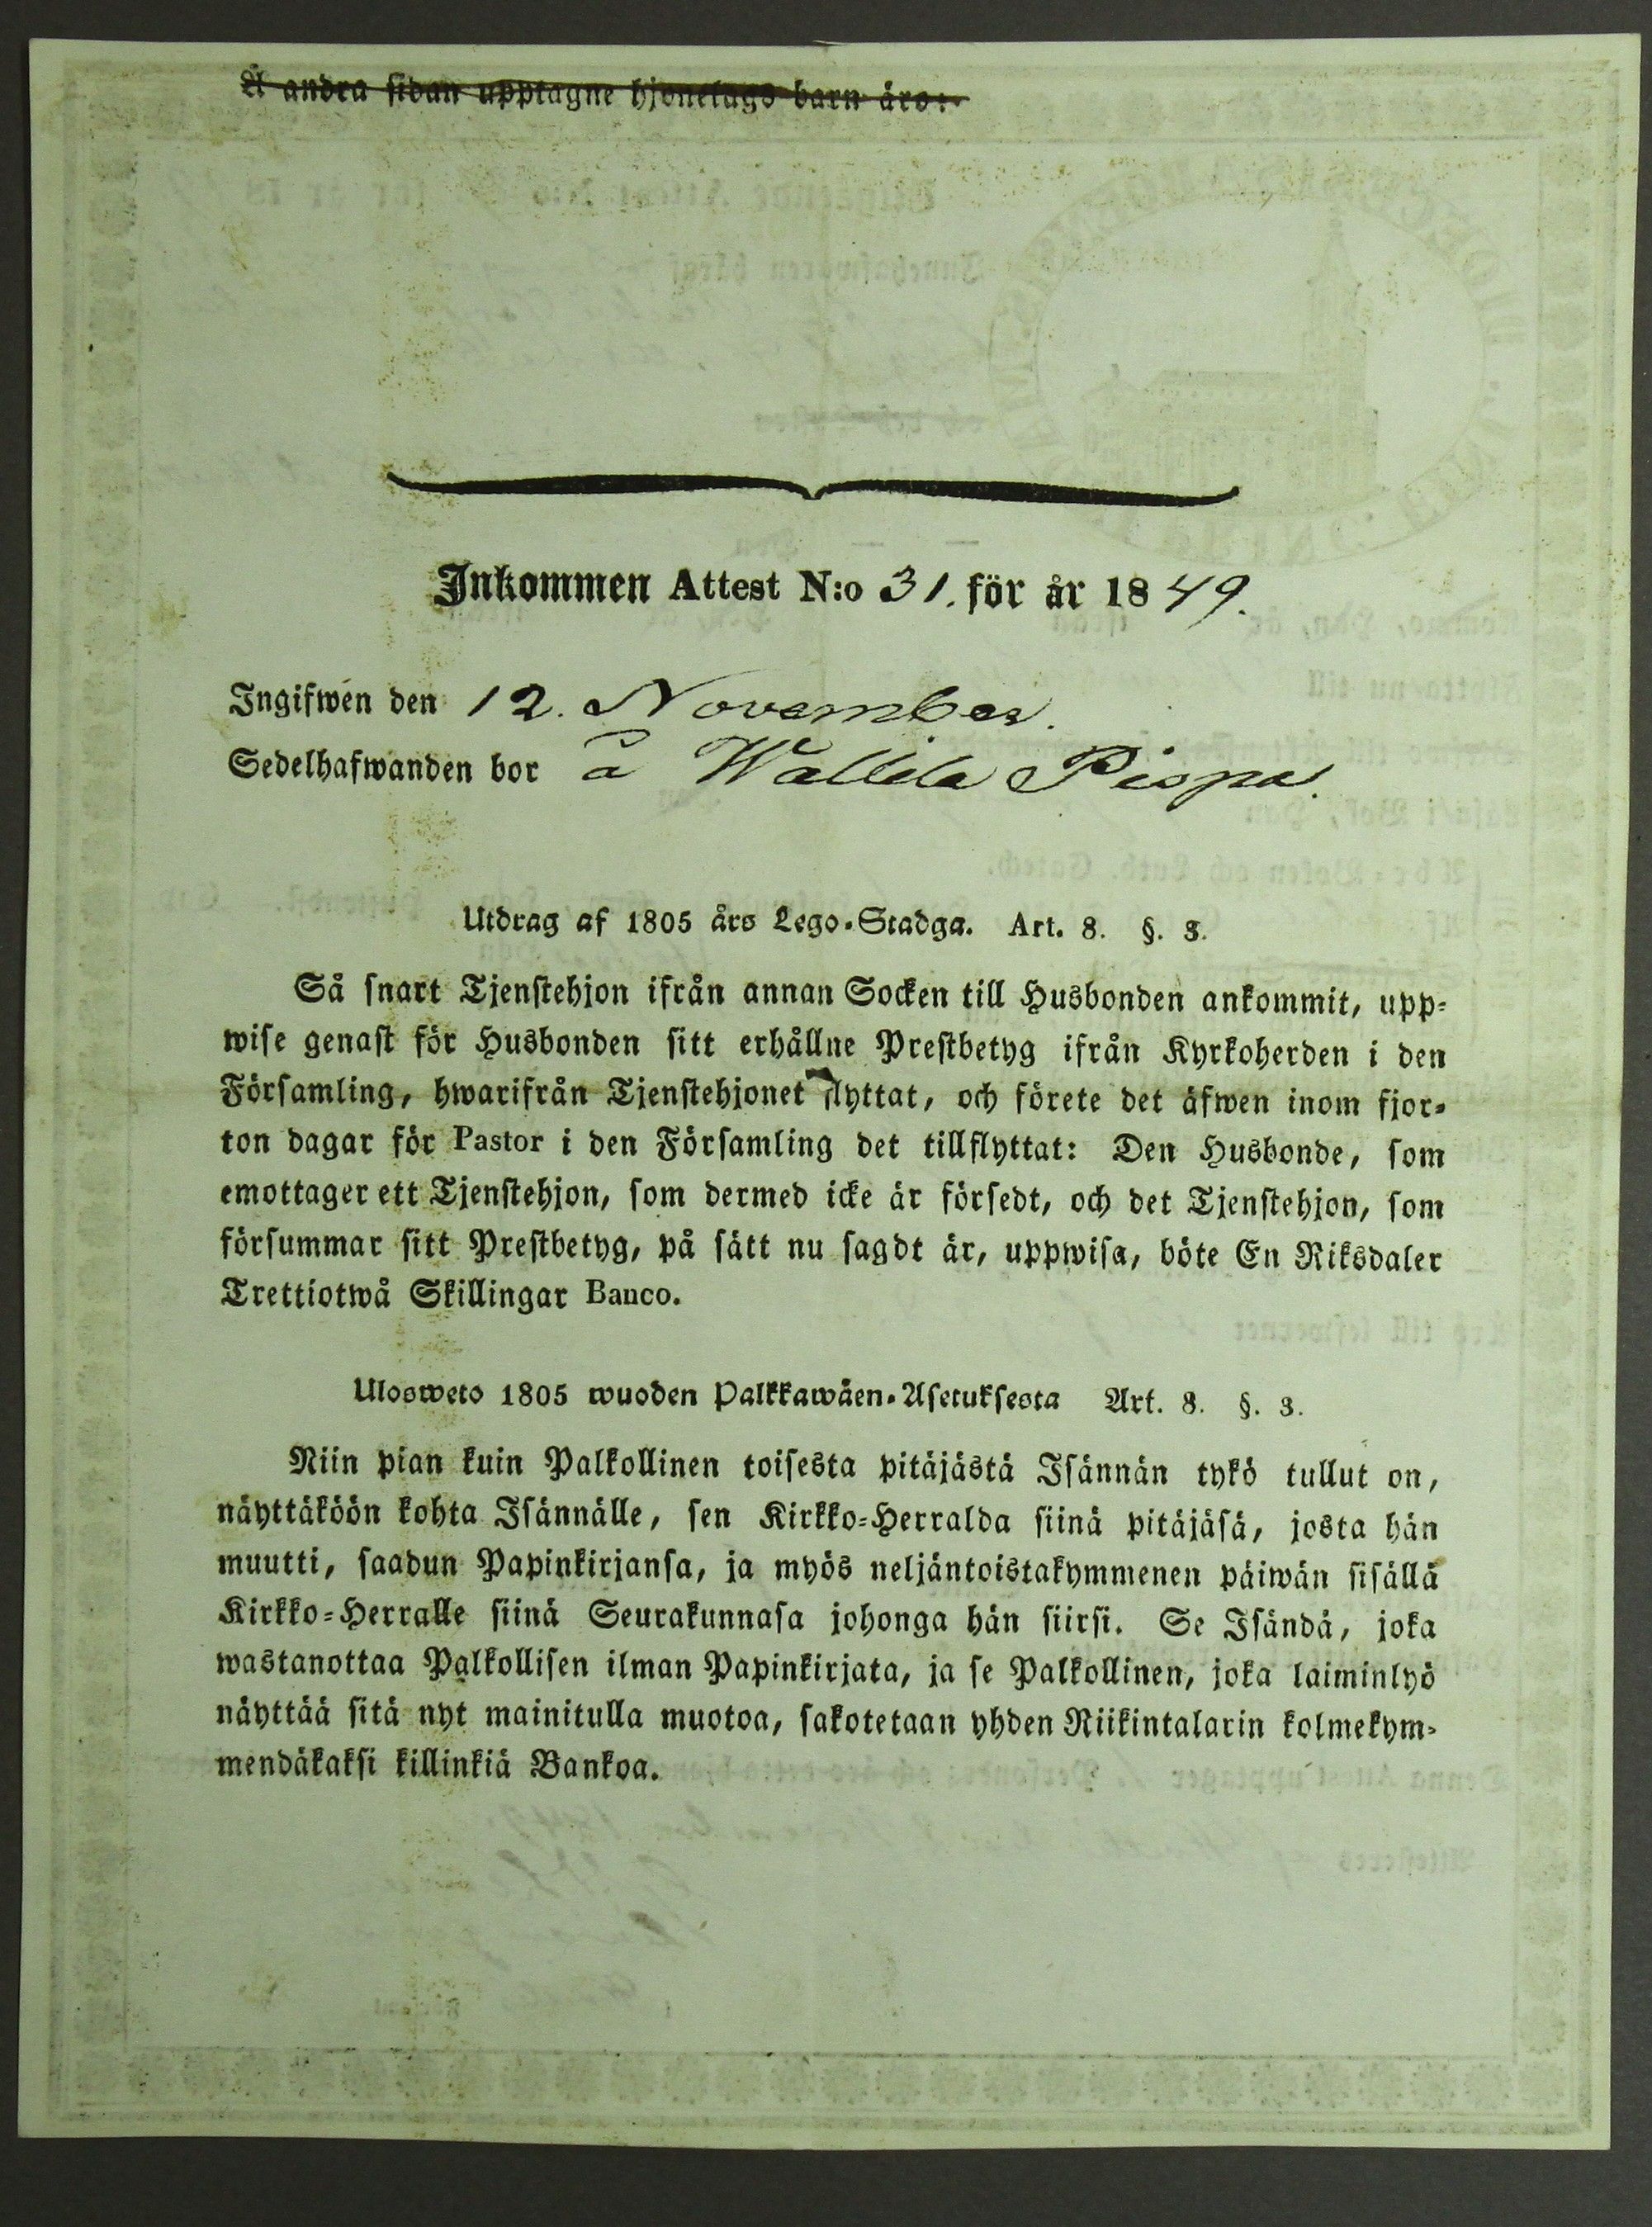 Å andra sidan upptagne hjonelags barn äro:
Inkommen Attest N:o 31. för år 1849.
Ingifwen den 12. November.
Sedelhafwanden bor å Wallila Pispa.
Utdrag af 1805 års Lego-Stadga. Art. 8. §. 3.
Så snart Tjenstehjon ifrån annan Socken till Husbonden ankommit, upp-
wise genast för Husbonden sitt erhållne Prestbetyg ifrån Kyrkoherden i den
Församling, hwarifrån Tjenstehjonet flyttat, och förete det äfwen inom fjor-
ton dagar för Pastor i den Församling det tillflyttat: Den Husbonde, som
emottager ett Tjenstehjon, som dermed icke är försedt, och det Tjenstehjon, som
försummar sitt Prestbetyg, på sätt nu sagdt är, uppwisa, böte En Riksdaler
Trettiotwå Skillingar Banco.
Ulosweto 1805 wuoden Palkkawäen-Asetuksesta Art. 8. §. 3.
Niin pian kuin Palkollinen toisesta pitäjästä Isännän tykö tullut on,
näyttäköön kohta Isännälle, sen Kirkko-Herralda siinä pitäjäsä, josta hän
muutti, saadun Papinkirjansa, ja myös neljäntoistakymmenen päiwän sisällä
Kirkko-Herralle siinä Seurakunnasa johonga hän siirsi. Se Isändä, joka
wastanottaa Palkollisen ilman Papinkirjata, ja se Palkollinen, joka laiminlyö
näyttää sitä nyt mainitulla muotoa, sakotetaan yhden Riikintalarin kolmekym-
mendäkaksi killinkiä Bankoa.